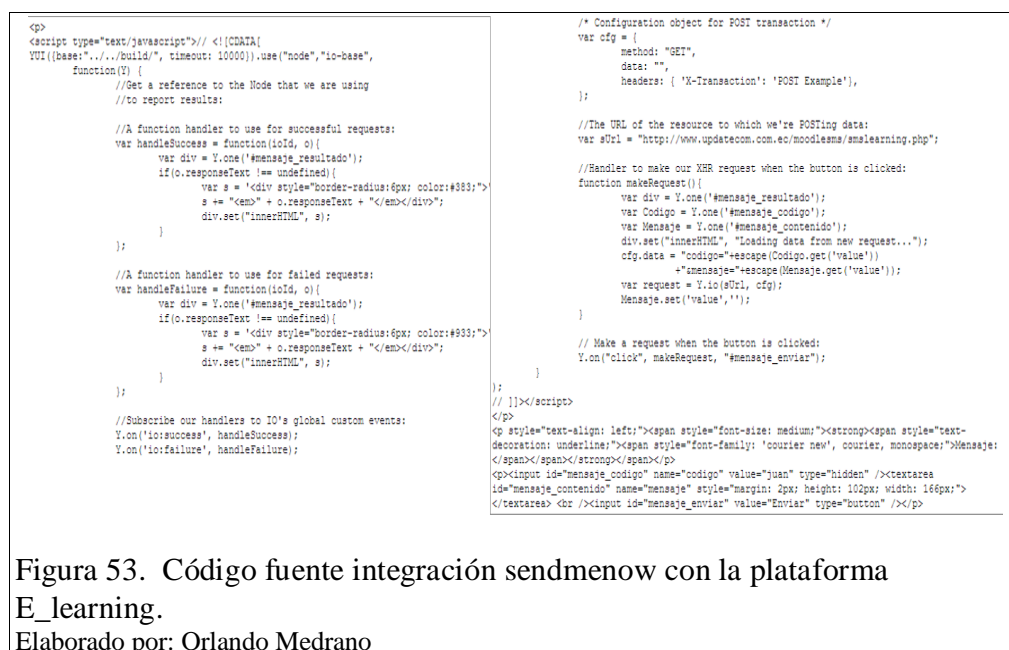 <p>
<script type="text/javascript">// <![CDATA[
YUI({base:"../../build/", timeout: 10000}).use("node","io-base",
function(Y) {
//Get a reference to the Node that we are using
//to report results:
//A function handler to use for successful requests:
var handleSuccess = function(ioId, o){
var div = Y.one('#mensaje_resultado');
if(o.responseText !== undefined){
var s = '<div style="border-radius:6px; color:#383;">'
s += "<em>" + o.responseText + "</em></div>";
div.set("innerHTML", s);
}
};
//A function handler to use for failed requests:
var handleFailure = function(ioId, o){
var div = Y.one('#mensaje_resultado');
if(o.responseText !== undefined){
var s = '<div style="border-radius:6px; color:#933;">'
s += "<em>" + o.responseText + "</em></div>";
div.set("innerHTML", s);
}
};
//Subscribe our handlers to IO's global custom events:
Y.on('io:success', handleSuccess);
Y.on('io:failure', handleFailure);
/* Configuration object for POST transaction */
var cfg = {
method: "GET",
data: "",
headers: { 'X-Transaction': 'POST Example'},
};
//The URL of the resource to which we're POSTing data:
var sUrl = "http://www.updatecom.com.ec/moodlesms/smslearning.php";
//Handler to make our XHR request when the button is clicked:
function makeRequest(){
var div = Y.one('#mensaje_resultado');
var Codigo = Y.one('#mensaje_codigo');
var Mensaje = Y.one('#mensaje_contenido');
div.set("innerHTML", "Loading data from new request...");
cfg.data = "codigo="+escape(Codigo.get('value'))
+"&mensaje="+escape(Mensaje.get('value'));
var request = Y.io(sUrl, cfg);
Mensaje.set('value','');
}
// Make a request when the button is clicked:
Y.on("click", makeRequest, "#mensaje_enviar");
}
);
// ]]></script>
</p>
<p style="text-align: left;"><span style="font-size: medium;"><strong><span style="text-
decoration: underline;"><span style="font-family: 'courier new', courier, monospace;">Mensaje:
</span></span></strong></span></p>
<p><input id="mensaje_codigo" name="codigo" value="juan" type="hidden" /><textarea
id="mensaje_contenido" name="mensaje" style="margin: 2px; height: 102px; width: 166px;">
</textarea> <br /><input id="mensaje_enviar" value="Enviar" type="button" /></p>
Figura 53. Código fuente integración sendmenow con la plataforma
E_learning.
Elaborado por: Orlando Medrano